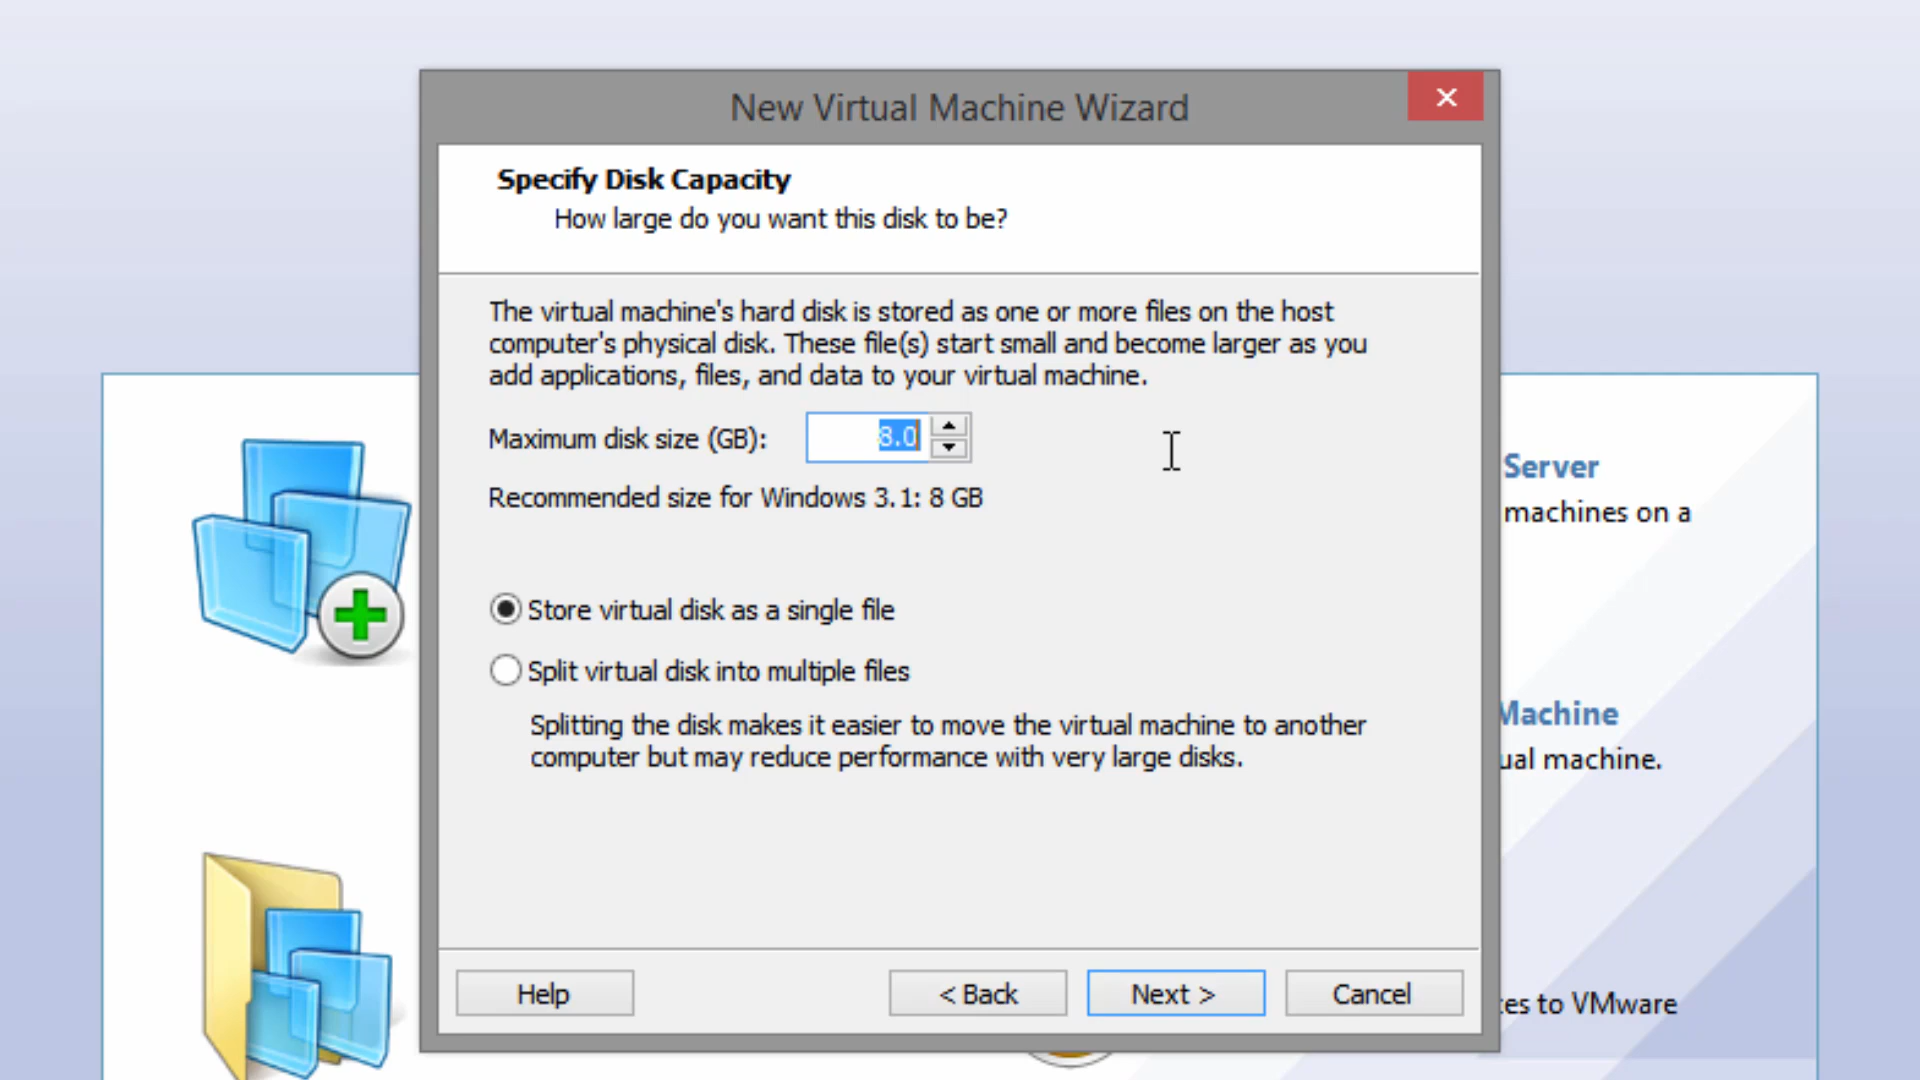 New Virtual Machine Wizard
Specify Disk Capacity
How large do you want this disk to be?
The virtual machine's hard disk is stored as one or more files on the host
computer's physical disk. These file(s) start small and become larger as you
add applications, files, and data to your virtual machine.
Maximum disk size (GB): 8.0
Recommended size for Windows 3.1: 8 GB
Store virtual disk as a single file
Split virtual disk into multiple files
Splitting the disk makes it easier to move the virtual machine to another
computer but may reduce performance with very large disks.
Help
< Back
Next >
Cancel
Server
machines on a
Machine
machine.
to VMware